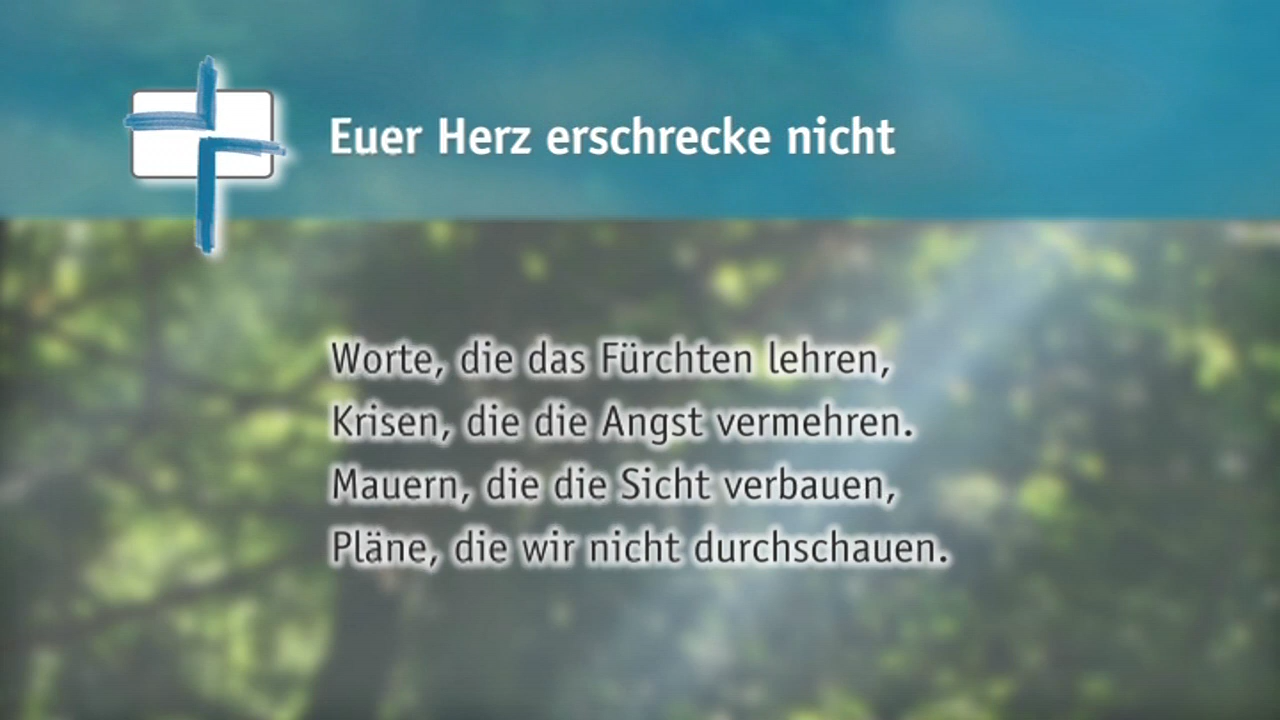 Euer Herz erschrecke nicht
Worte, die das Fürchten lehren,
Krisen, die die Angst vermehren.
Mauern, die die Sicht verbauen,
Pläne, die wir nicht durchschauen.